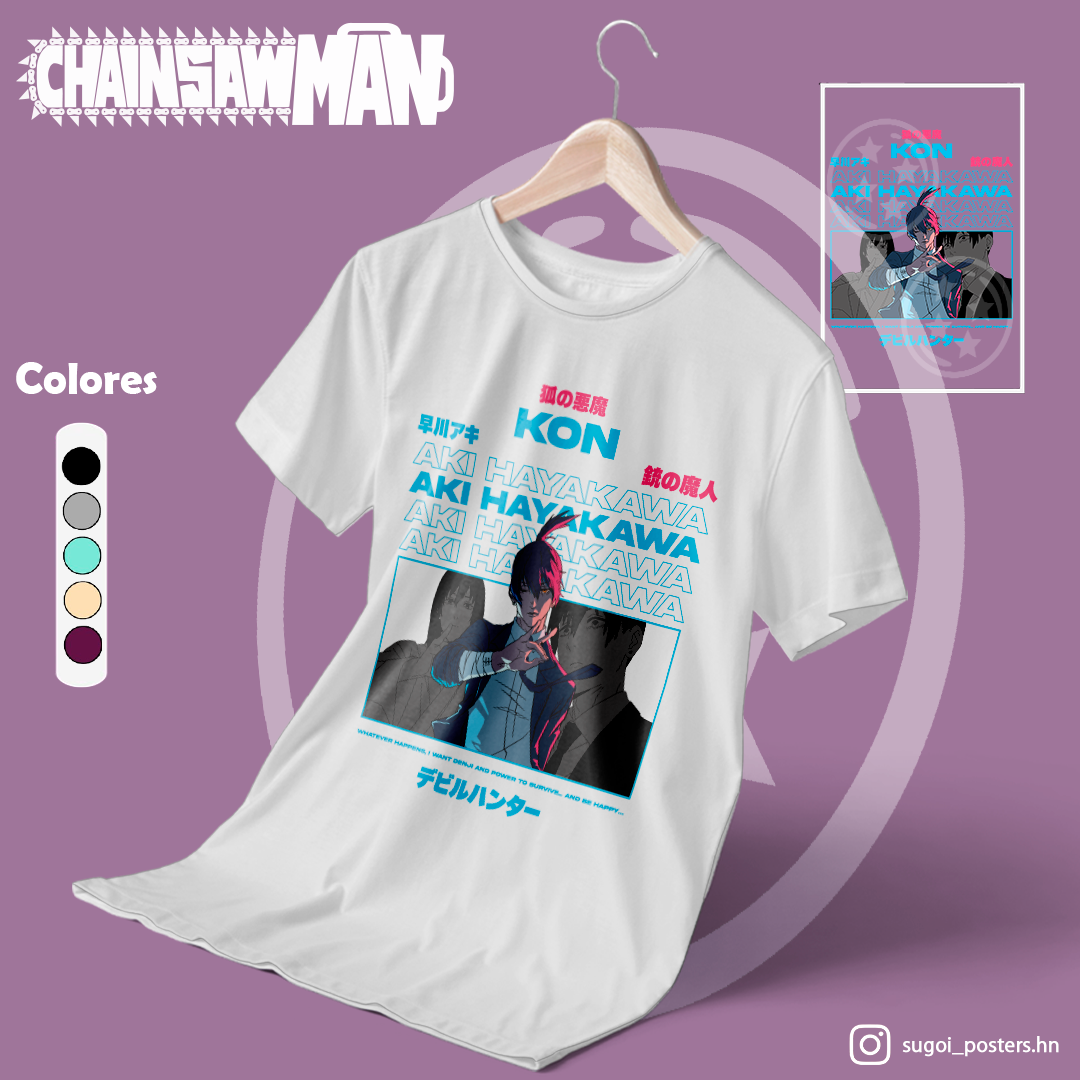 CHAINSAW MAN
狐の悪魔
KON
早川アキ
銃の魔人
AKI HAYAKAWA
AKI HAYAKAWA
AKI HAYAKAWA
AKI HAYAKAWA
WHATEVER HAPPENS, I WANT DENJI AND POWER TO SURVIVE... AND BE HAPPY...
デビルハンター
Colores
狐の悪魔
KON
早川アキ
銃の魔人
AKI HAYAKAWA
デビルハンター
sugoi_posters.hn